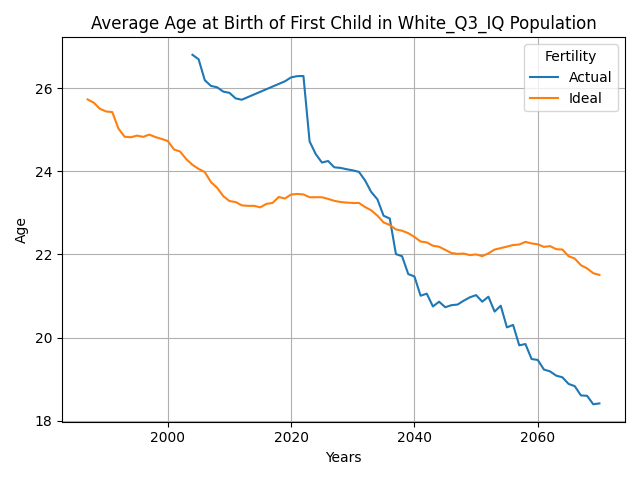 Average Age at Birth of First Child in White_Q3_IQ Population
Fertility
Actual
Ideal
26
24
22
20
18
Age
2000
2020
2040
2060
Years